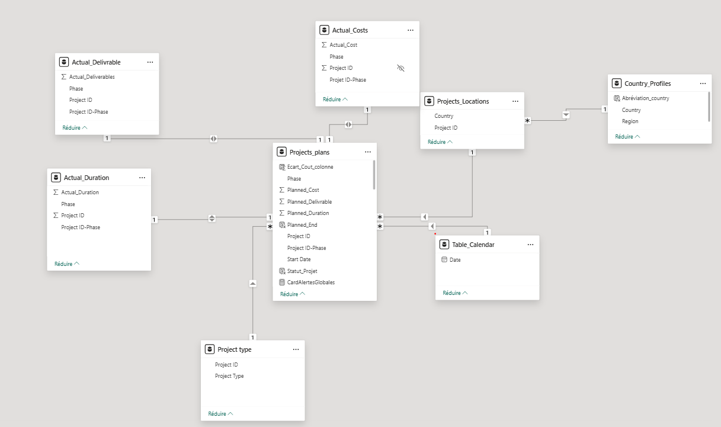 Actual_Costs
Σ Actual_Cost
Phase
Σ Project ID
Projet ID-Phase
Réduire
Actual_Delivrable
Σ Actual_Deliverables
Phase
Project ID
Project ID-Phase
Réduire
1
1
1 1
Projects_Locations
Country
Project ID
Réduire
*
1
Country_Profiles
Abréviation_country
Country
Region
Réduire
1
Projects_plans
Ecart_Cout_colonne
Phase
Σ Planned_Cost
Σ Planned_Delivrable
Σ Planned_Duration
Planned_End
Project ID
Project ID-Phase
Start Date
Statut_Projet
CardAlertesGlobales
Réduire
1
*
*
*
Actual_Duration
Σ Actual_Duration
Phase
Σ Project ID
Project ID-Phase
Réduire
1
Table_Calendar
Date
Réduire
1
Project type
Project ID
Project Type
Réduire
1